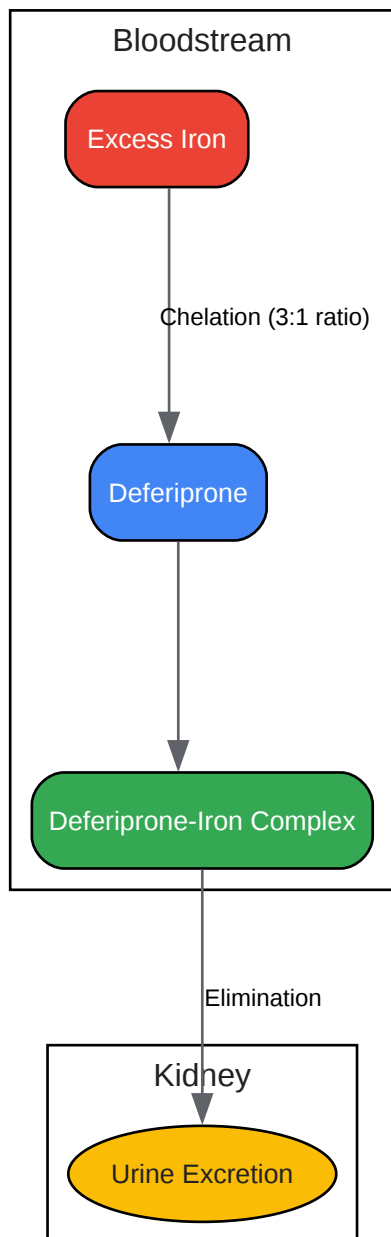 Bloodstream
Excess Iron
Chelation (3:1 ratio)
Deferiprone
Deferiprone-Iron Complex
Elimination
Kidney
Urine Excretion